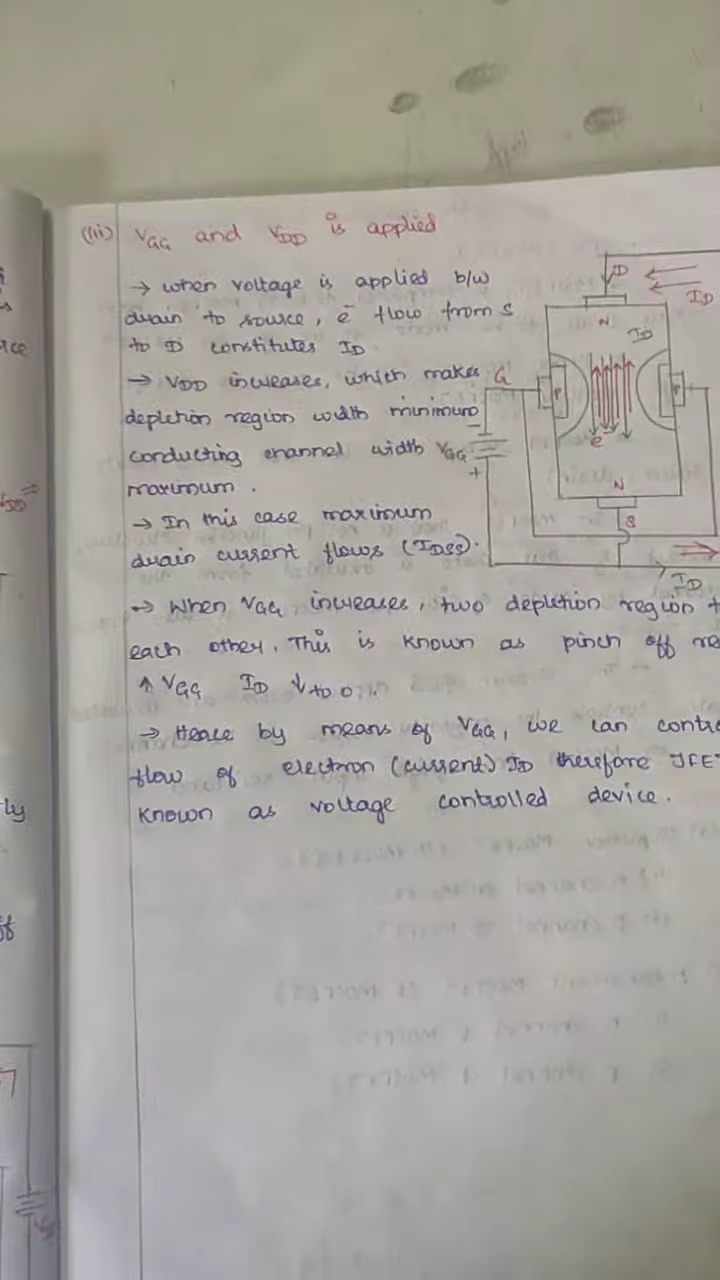 (iii) VGG and VDD is applied
→ when voltage is applied b/w
drain to source, e⁻ flow from S
to D constitutes ID
→ VDD increases, which makes
depletion region width minimum
conducting channel width
maximum.
→ In this case maximum
drain current flows (IDSS).
→ When VGG increases, two depletion region
each other. This is known as pinch off
↑ VGG ID ↓ to 0
→ Hence by means of VGG, we can
flow of electron (current) ID therefore JFET
known as voltage controlled device.
D
ID
N
ID
G
P
P
e⁻
-
VGG
+
N
S
ID
ly